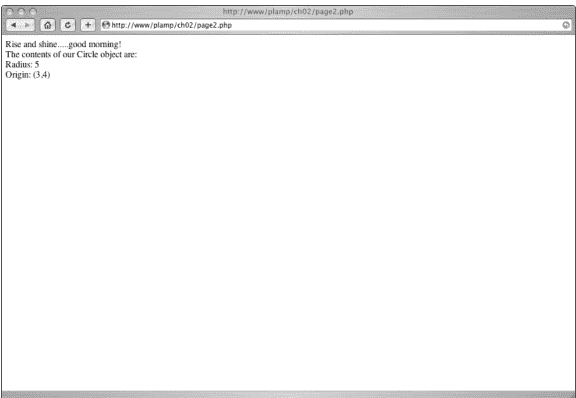 http://www/plamp/ch02/page2.php
http://www/plamp/ch02/page2.php
Rise and shine.....good morning!
The contents of our Circle object are:
Radius: 5
Origin: (3,4)